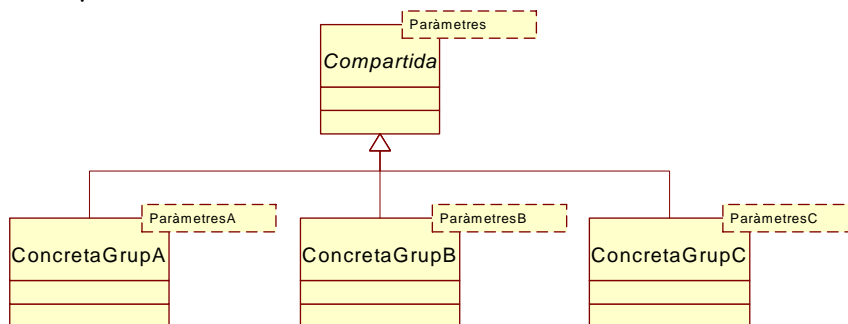 Paràmetres
Compartida
ParàmetresA
ParàmetresB
ParàmetresC
ConcretaGrupA
ConcretaGrupB
ConcretaGrupC